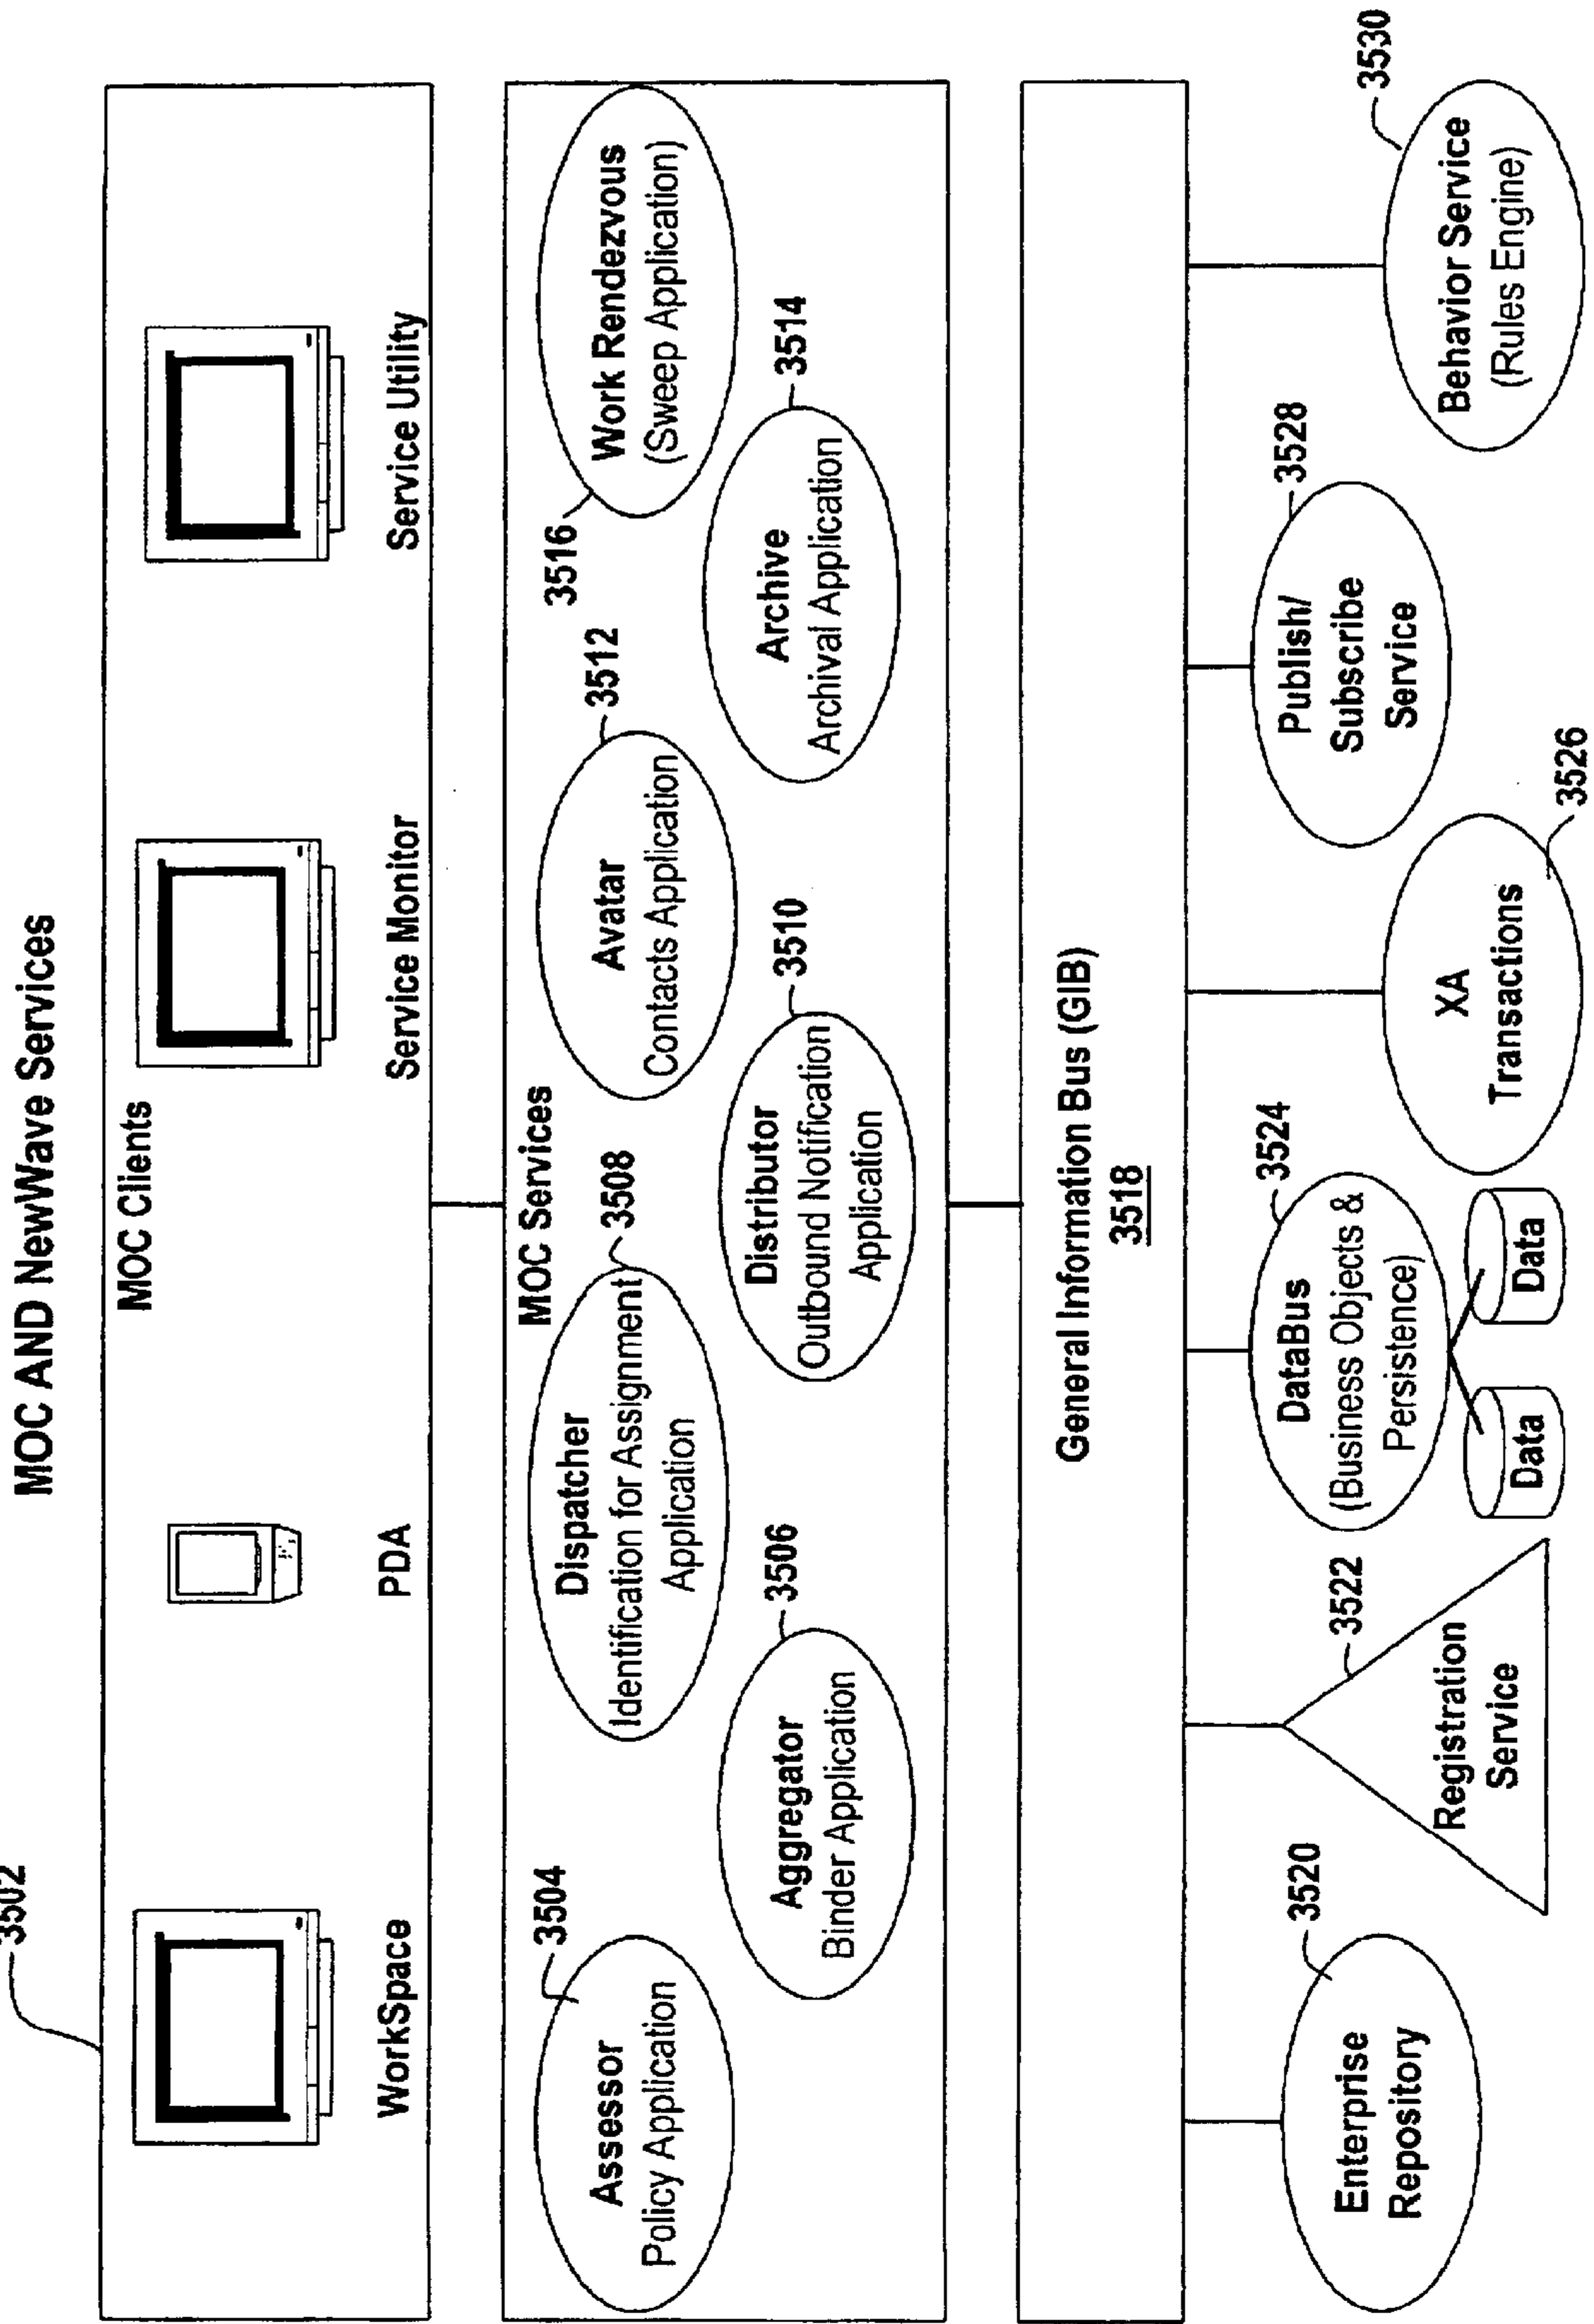 MOC AND NewWave Services
3502
MOC Clients
WorkSpace
PDA
Service Monitor
Service Utility
MOC Services
3504
Assessor
Policy Application
3506
Aggregator
Binder Application
3508
Dispatcher
Identification for Assignment
Application
3510
Distributor
Outbound Notification
Application
3512
Avatar
Contacts Application
3514
Archive
Archival Application
3516
Work Rendezvous
(Sweep Application)
General Information Bus (GIB)
3518
3520
Enterprise
Repository
3522
Registration
Service
3524
DataBus
(Business Objects &
Persistence)
Data
Data
XA
Transactions
3526
3528
Publish/
Subscribe
Service
3530
Behavior Service
(Rules Engine)